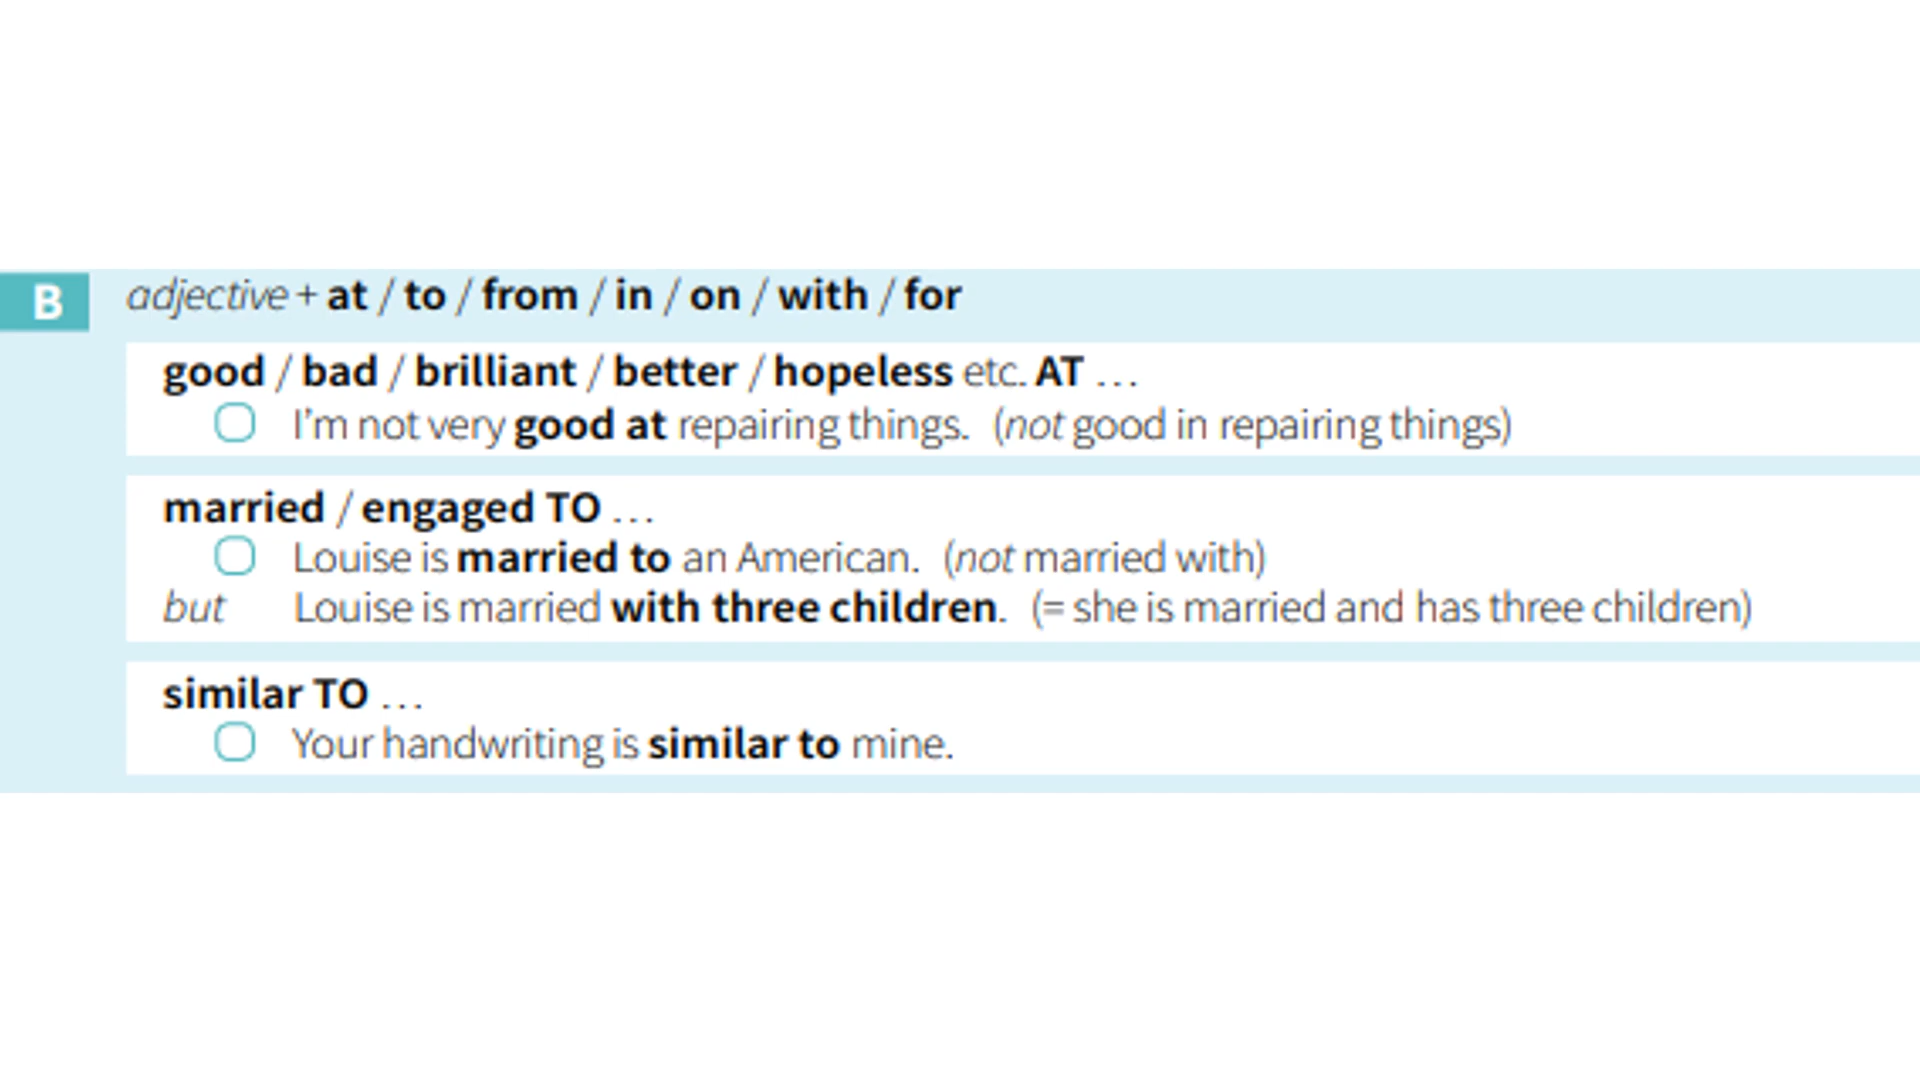 B adjective + at / to / from / in / on / with / for
good / bad / brilliant / better / hopeless etc. AT …
I’m not very good at repairing things. (not good in repairing things)
married / engaged TO …
Louise is married to an American. (not married with)
but Louise is married with three children. (= she is married and has three children)
similar TO …
Your handwriting is similar to mine.